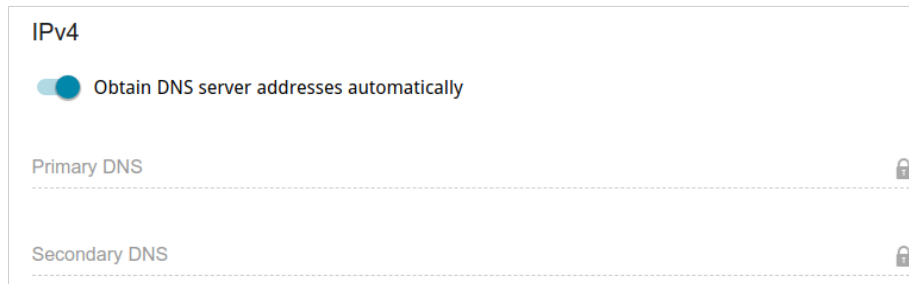 IPv4
Obtain DNS server addresses automatically
Primary DNS
Secondary DNS